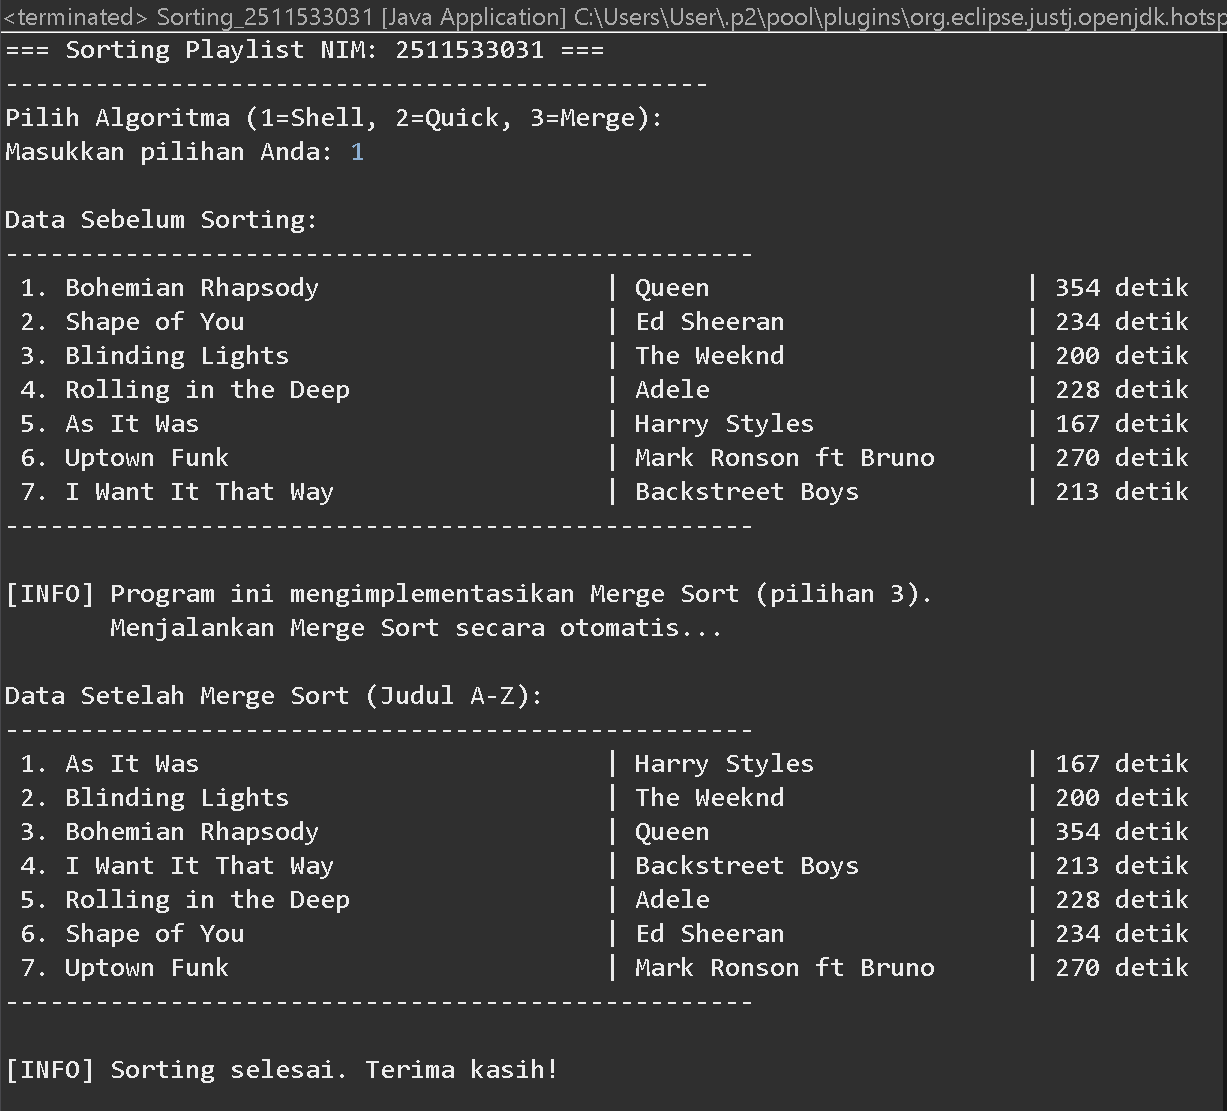 <terminated> Sorting_2511533031 [Java Application] C:\Users\User\.p2\pool\plugins\org.eclipse.justj.openjdk.hotsp
=== Sorting Playlist NIM: 2511533031 ===
-----------------------------------------------
Pilih Algoritma (1=Shell, 2=Quick, 3=Merge):
Masukkan pilihan Anda: 1
Data Sebelum Sorting:
--------------------------------------------------
1. Bohemian Rhapsody | Queen | 354 detik
2. Shape of You | Ed Sheeran | 234 detik
3. Blinding Lights | The Weeknd | 200 detik
4. Rolling in the Deep | Adele | 228 detik
5. As It Was | Harry Styles | 167 detik
6. Uptown Funk | Mark Ronson ft Bruno | 270 detik
7. I Want It That Way | Backstreet Boys | 213 detik
--------------------------------------------------
[INFO] Program ini mengimplementasikan Merge Sort (pilihan 3).
Menjalankan Merge Sort secara otomatis...
Data Setelah Merge Sort (Judul A-Z):
--------------------------------------------------
1. As It Was | Harry Styles | 167 detik
2. Blinding Lights | The Weeknd | 200 detik
3. Bohemian Rhapsody | Queen | 354 detik
4. I Want It That Way | Backstreet Boys | 213 detik
5. Rolling in the Deep | Adele | 228 detik
6. Shape of You | Ed Sheeran | 234 detik
7. Uptown Funk | Mark Ronson ft Bruno | 270 detik
--------------------------------------------------
[INFO] Sorting selesai. Terima kasih!